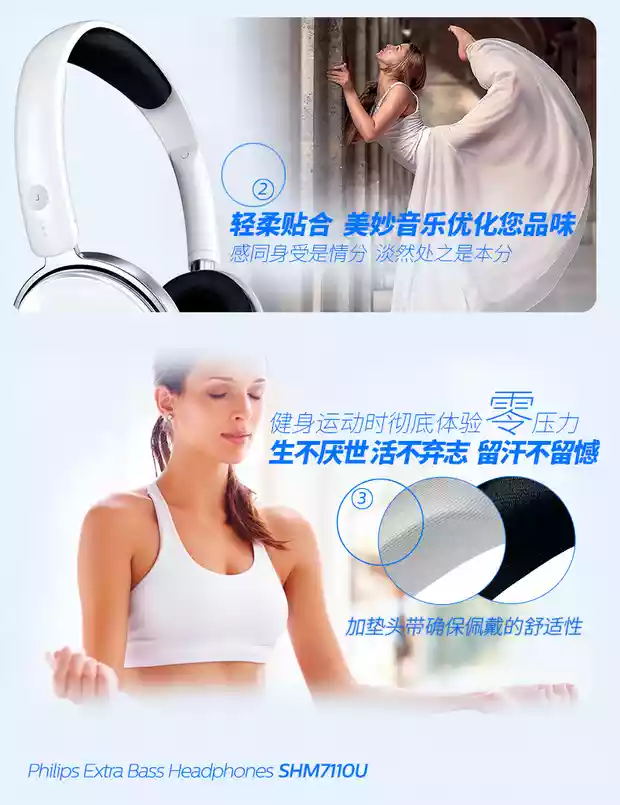 ②
轻柔贴合 美妙音乐优化您品味
感同身受是情分 淡然处之是本分
健身运动时彻底体验零压力
生不厌世 活不弃志 留汗不留憾
③
加垫头带确保佩戴的舒适性
Philips Extra Bass Headphones SHM7110U